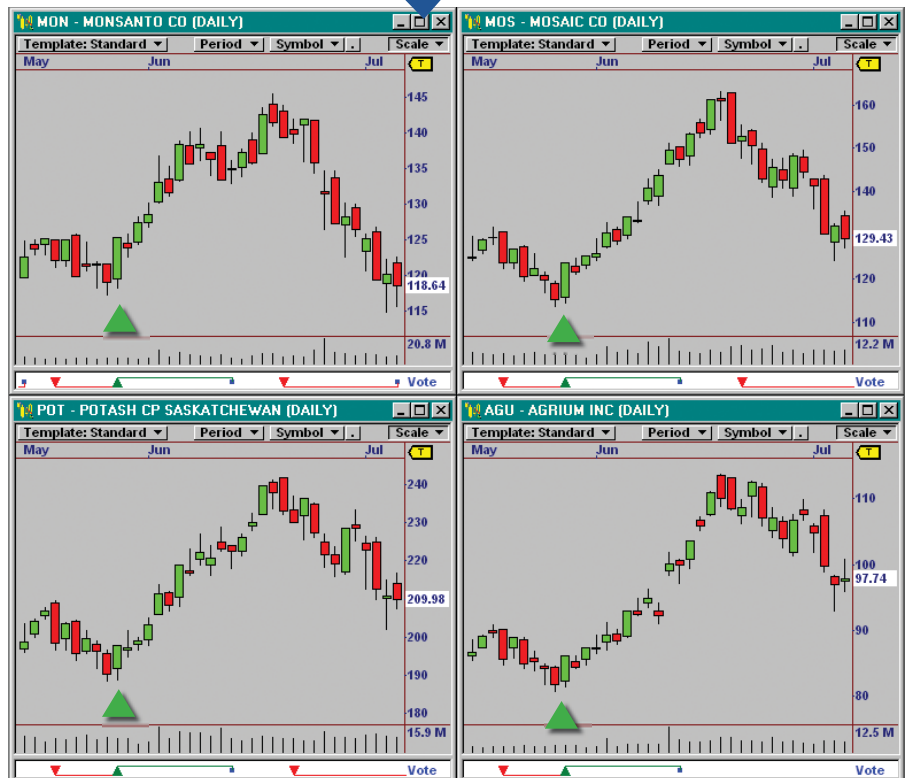 MON - MONSANTO CO (DAILY)
Template: Standard Period Symbol . Scale
May Jun Jul T
145
140
135
130
125
120
118.64
115
20.8 M
Vote
MOS - MOSAIC CO (DAILY)
Template: Standard Period Symbol . Scale
May Jun Jul T
160
150
140
129.43
120
110
12.2 M
Vote
POT - POTASH CP SASKATCHEWAN (DAILY)
Template: Standard Period Symbol . Scale
May Jun Jul T
240
230
220
209.98
200
190
180
15.9 M
Vote
AGU - AGRIUM INC (DAILY)
Template: Standard Period Symbol . Scale
May Jun Jul T
110
100
97.74
90
80
12.5 M
Vote